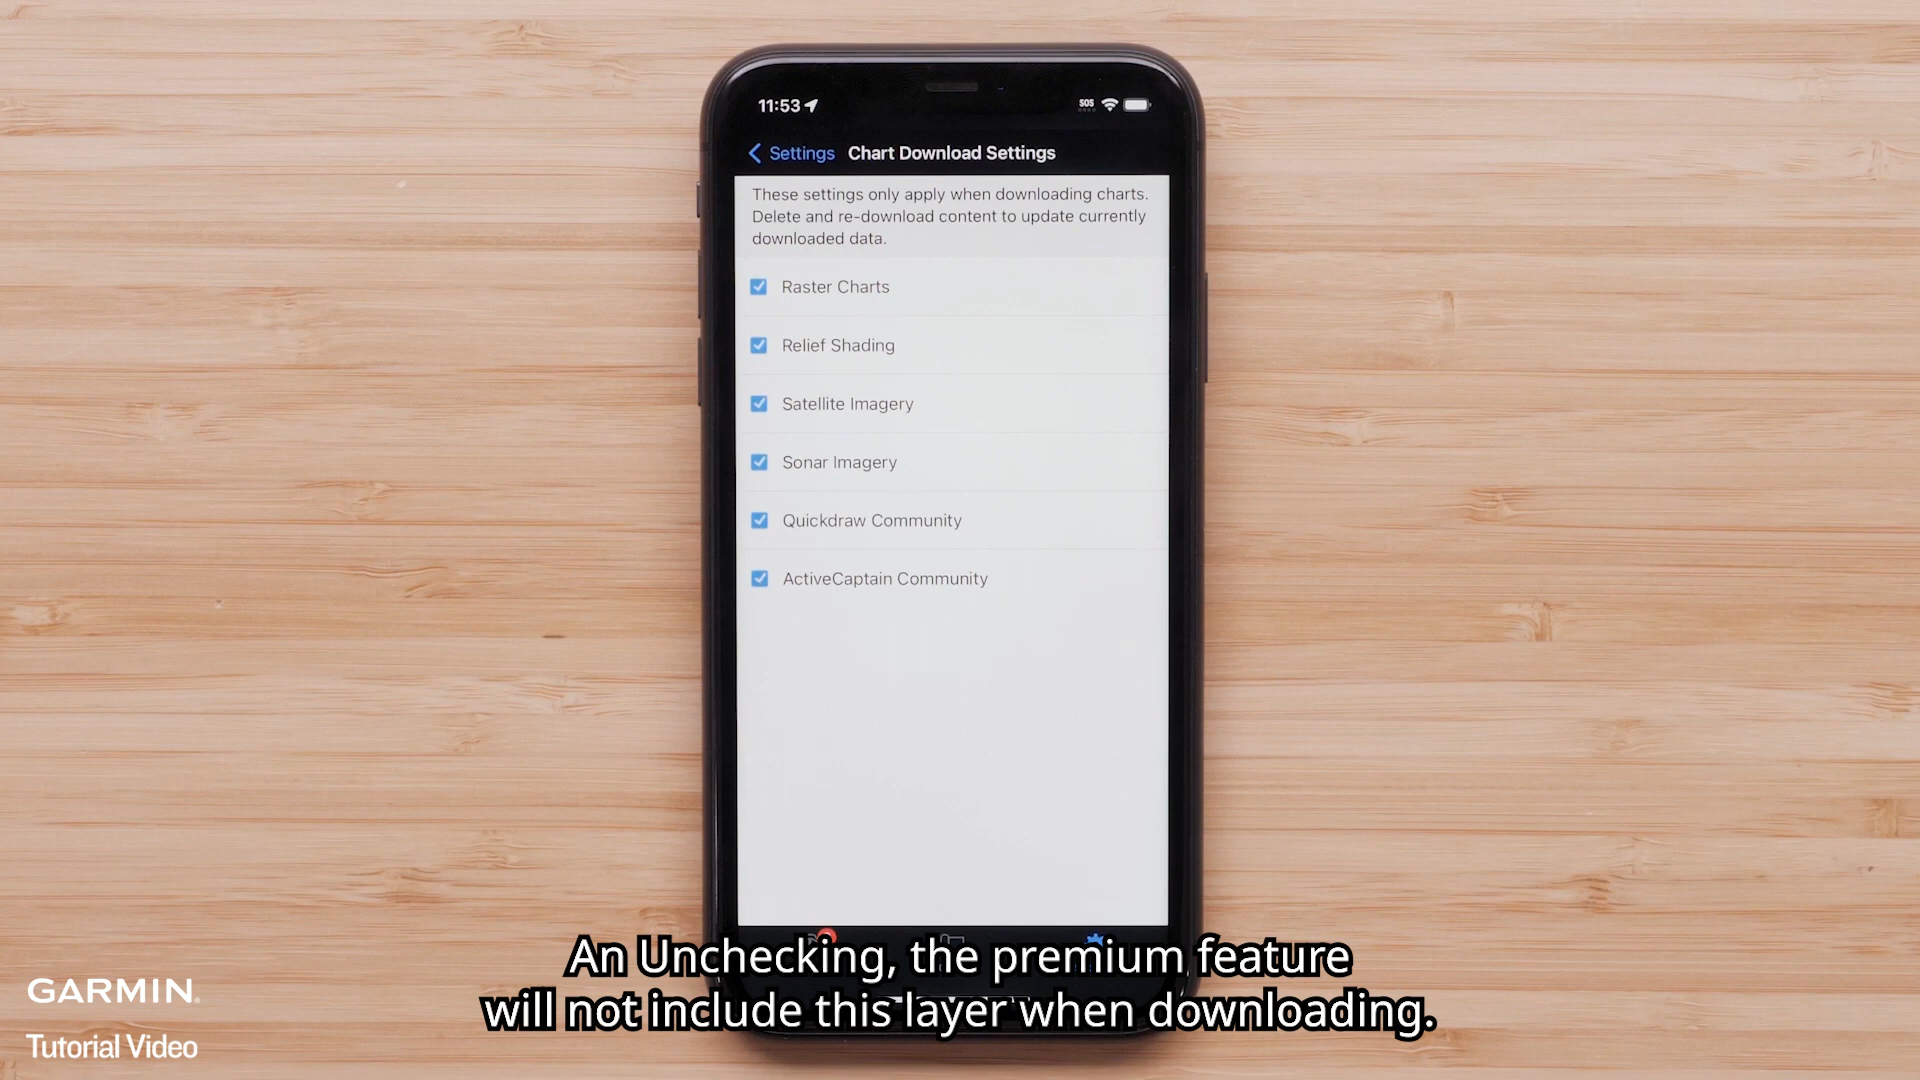 11:53
SOS
Settings
Chart Download Settings
These settings only apply when downloading charts.
Delete and re-download content to update currently
downloaded data.
Raster Charts
Relief Shading
Satellite Imagery
Sonar Imagery
Quickdraw Community
ActiveCaptain Community
An Unchecking, the premium feature
will not include this layer when downloading.
GARMIN
Tutorial Video